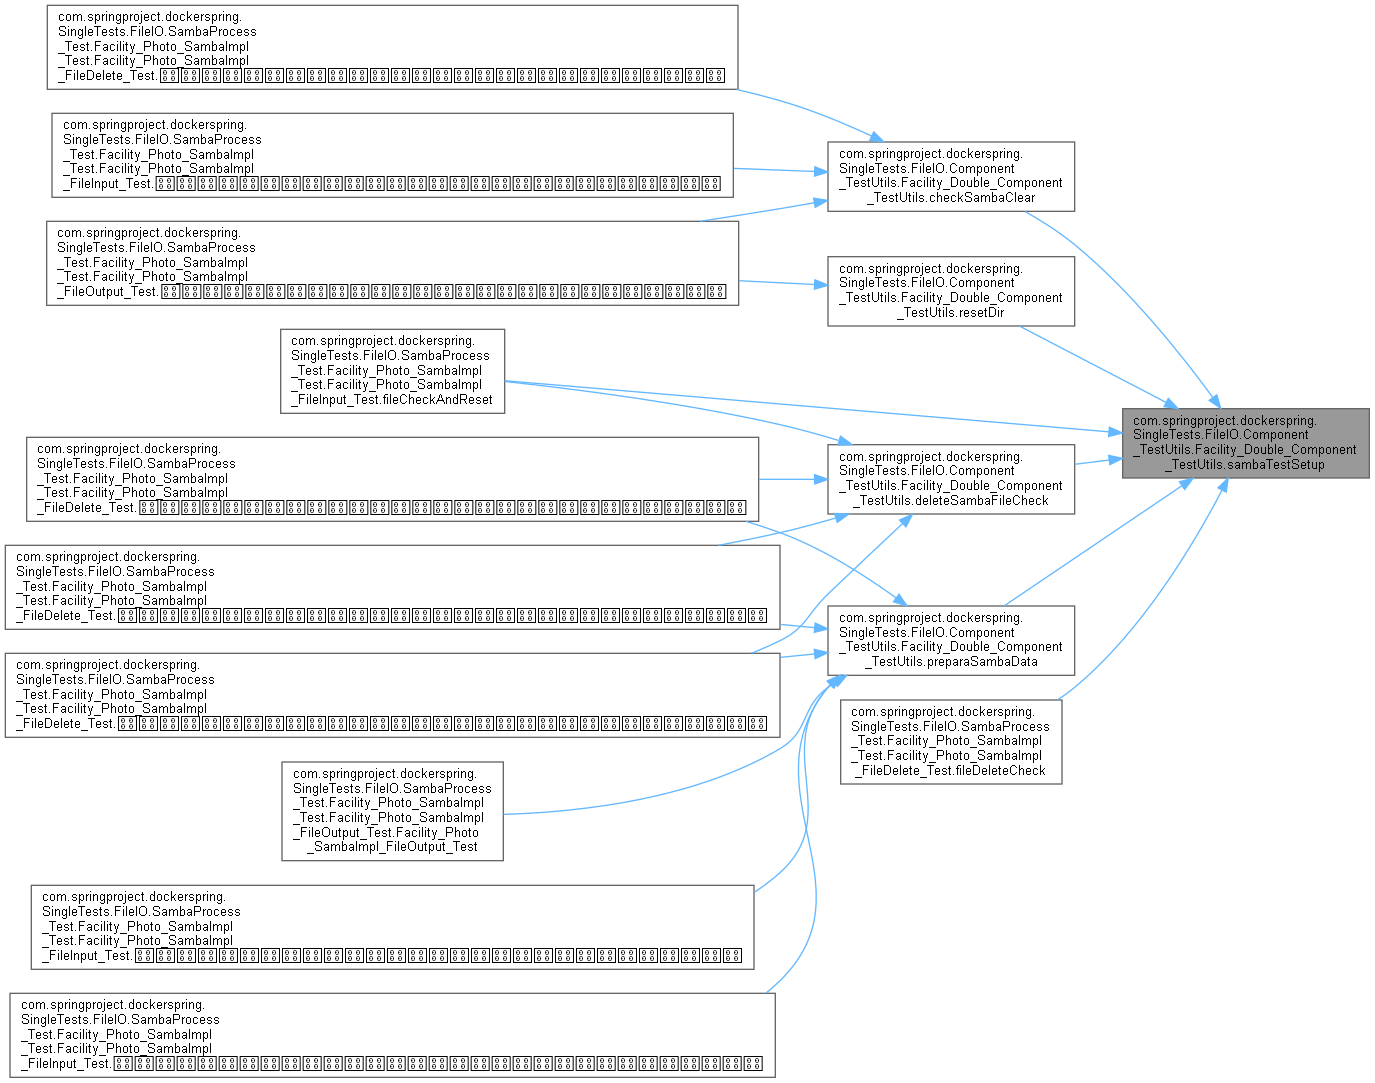 com.springproject.dockerspring.
SingleTests.FileIO.SambaProcess
_Test.Facility_Photo_SambaImpl
_Test.Facility_Photo_SambaImpl
_FileDelete_Test.
com.springproject.dockerspring.
SingleTests.FileIO.SambaProcess
_Test.Facility_Photo_SambaImpl
_Test.Facility_Photo_SambaImpl
_FileInput_Test.
com.springproject.dockerspring.
SingleTests.FileIO.SambaProcess
_Test.Facility_Photo_SambaImpl
_Test.Facility_Photo_SambaImpl
_FileOutput_Test.
com.springproject.dockerspring.
SingleTests.FileIO.SambaProcess
_Test.Facility_Photo_SambaImpl
_Test.Facility_Photo_SambaImpl
_FileInput_Test.fileCheckAndReset
com.springproject.dockerspring.
SingleTests.FileIO.SambaProcess
_Test.Facility_Photo_SambaImpl
_Test.Facility_Photo_SambaImpl
_FileDelete_Test.
com.springproject.dockerspring.
SingleTests.FileIO.SambaProcess
_Test.Facility_Photo_SambaImpl
_Test.Facility_Photo_SambaImpl
_FileDelete_Test.
com.springproject.dockerspring.
SingleTests.FileIO.SambaProcess
_Test.Facility_Photo_SambaImpl
_Test.Facility_Photo_SambaImpl
_FileDelete_Test.
com.springproject.dockerspring.
SingleTests.FileIO.SambaProcess
_Test.Facility_Photo_SambaImpl
_Test.Facility_Photo_SambaImpl
_FileOutput_Test.Facility_Photo
_SambaImpl_FileOutput_Test
com.springproject.dockerspring.
SingleTests.FileIO.SambaProcess
_Test.Facility_Photo_SambaImpl
_Test.Facility_Photo_SambaImpl
_FileInput_Test.
com.springproject.dockerspring.
SingleTests.FileIO.SambaProcess
_Test.Facility_Photo_SambaImpl
_Test.Facility_Photo_SambaImpl
_FileInput_Test.
com.springproject.dockerspring.
SingleTests.FileIO.Component
_TestUtils.Facility_Double_Component
_TestUtils.checkSambaClear
com.springproject.dockerspring.
SingleTests.FileIO.Component
_TestUtils.Facility_Double_Component
_TestUtils.resetDir
com.springproject.dockerspring.
SingleTests.FileIO.Component
_TestUtils.Facility_Double_Component
_TestUtils.deleteSambaFileCheck
com.springproject.dockerspring.
SingleTests.FileIO.Component
_TestUtils.Facility_Double_Component
_TestUtils.preparaSambaData
com.springproject.dockerspring.
SingleTests.FileIO.SambaProcess
_Test.Facility_Photo_SambaImpl
_Test.Facility_Photo_SambaImpl
_FileDelete_Test.fileDeleteCheck
com.springproject.dockerspring.
SingleTests.FileIO.Component
_TestUtils.Facility_Double_Component
_TestUtils.sambaTestSetup